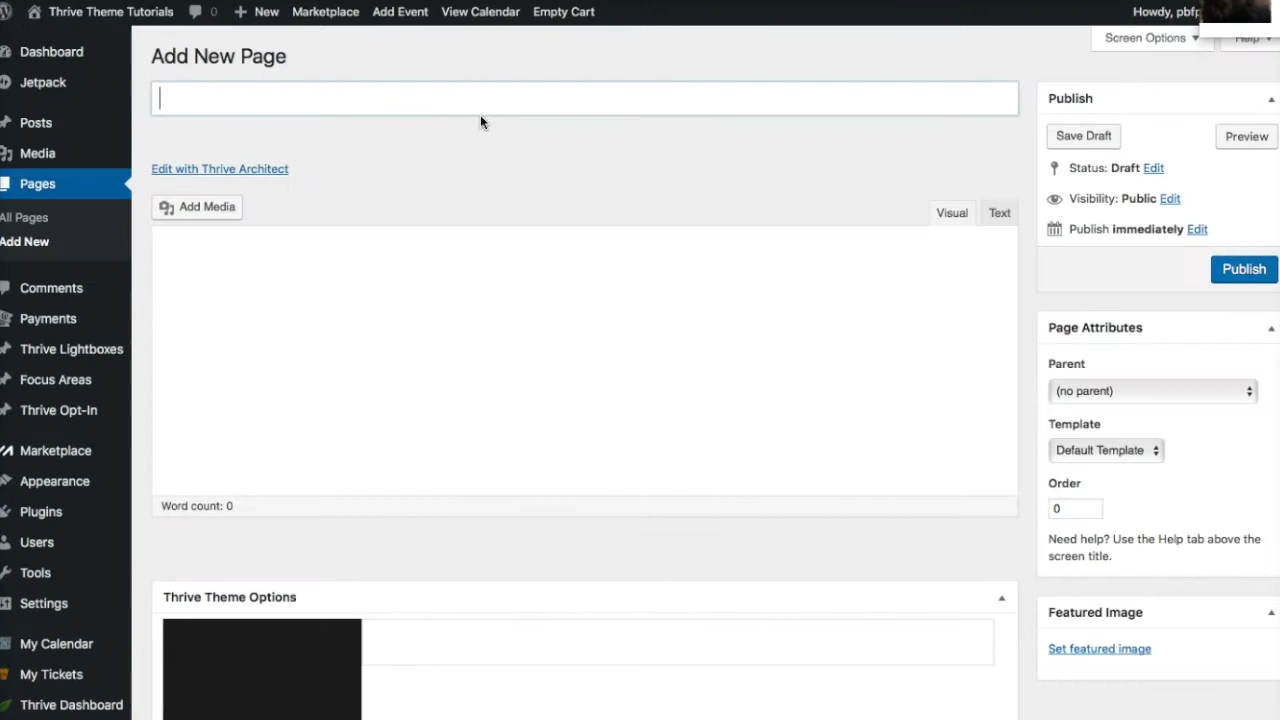 Thrive Theme Tutorials 0 New Marketplace Add Event View Calendar Empty Cart Howdy, pbfp
Screen Options Help
Dashboard
Jetpack
Posts
Media
Pages
All Pages
Add New
Comments
Payments
Thrive Lightboxes
Focus Areas
Thrive Opt-In
Marketplace
Appearance
Plugins
Users
Tools
Settings
My Calendar
My Tickets
Thrive Dashboard
Add New Page
Edit with Thrive Architect
Add Media
Visual Text
Word count: 0
Thrive Theme Options
Publish
Save Draft Preview
Status: Draft Edit
Visibility: Public Edit
Publish immediately Edit
Publish
Page Attributes
Parent
(no parent)
Template
Default Template
Order
0
Need help? Use the Help tab above the
screen title.
Featured Image
Set featured image